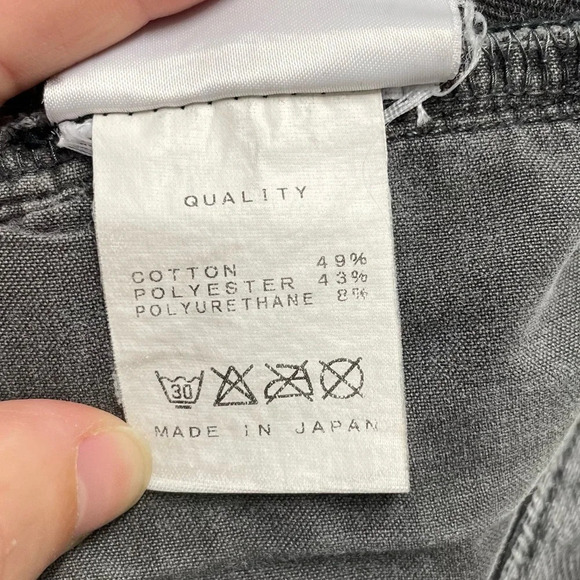 QUALITY
COTTON 49%
POLYESTER 43%
POLYURETHANE 8%
30
MADE IN JAPAN